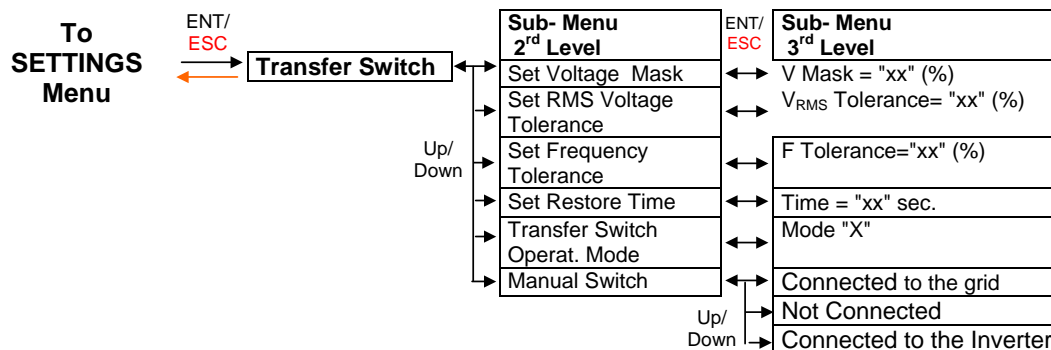 To
SETTINGS
Menu
ENT/
ESC
Transfer Switch
Up/
Down
Sub- Menu
2rd Level
ENT/
ESC
Sub- Menu
3rd Level
Set Voltage Mask
V Mask = "xx" (%)
Set RMS Voltage
Tolerance
VRMS Tolerance= "xx" (%)
Set Frequency
Tolerance
F Tolerance="xx" (%)
Set Restore Time
Time = "xx" sec.
Transfer Switch
Operat. Mode
Mode "X"
Manual Switch
Connected to the grid
Up/
Down
Not Connected
Connected to the Inverter